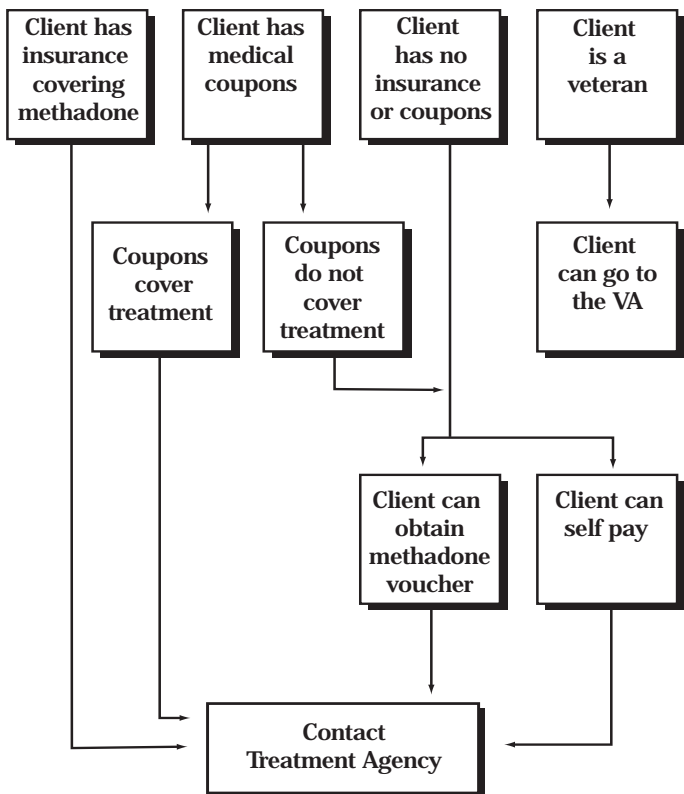 Client has
insurance
covering
methadone
Client has
medical
coupons
Client
has no
insurance
or coupons
Client
is a
veteran
Coupons
cover
treatment
Coupons
do not
cover
treatment
Client
can go to
the VA
Client can
obtain
methadone
voucher
Client can
self pay
Contact
Treatment Agency